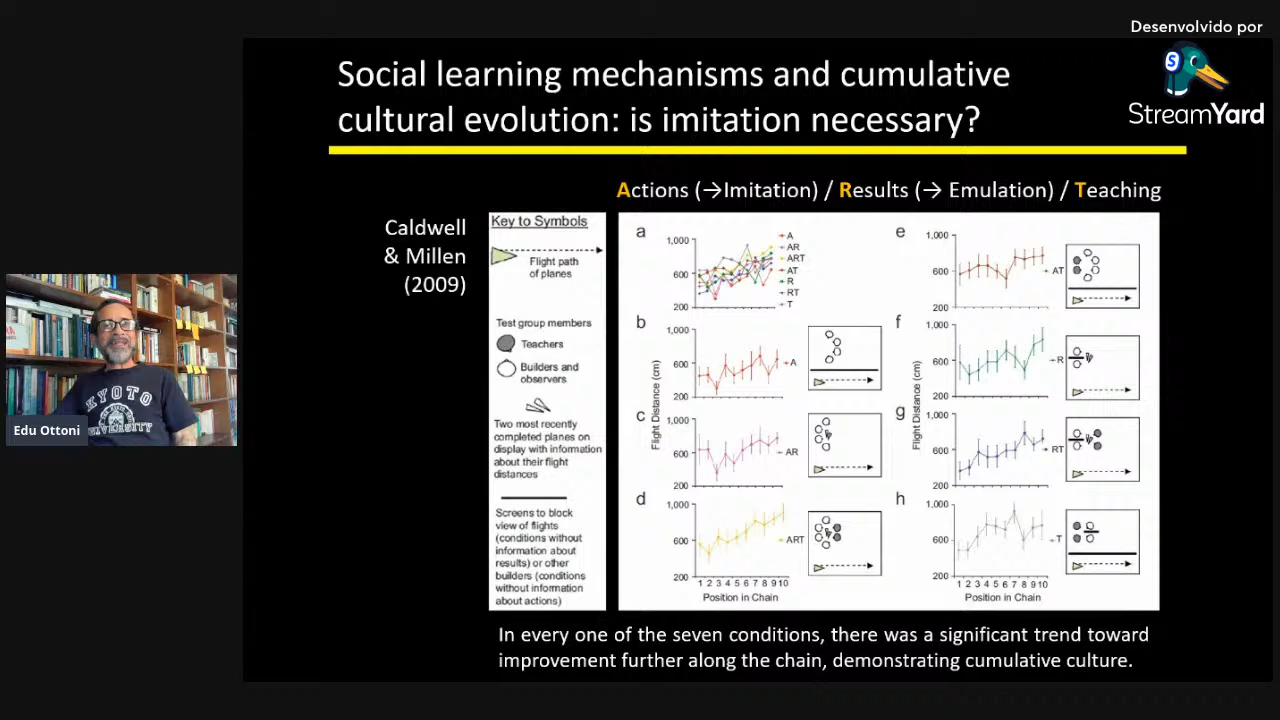 Desenvolvido por
StreamYard
Social learning mechanisms and cumulative
cultural evolution: is imitation necessary?
Actions (→Imitation) / Results (→ Emulation) / Teaching
Caldwell
& Millen
(2009)
Key to Symbols
Flight path
of planes
Test group members
Teachers
Builders and
observers
Two most recently
completed planes on
display with information
about their flight
distances
Screens to block
view of flights
(conditions without
information about
results) or other
builders (conditions
without information
about actions)
a
1,000
600
200
A
AR
ART
AT
R
RT
T
b
1,000
600
200
A
c
1,000
600
200
AR
d
1,000
600
200
ART
Flight Distance (cm)
1 2 3 4 5 6 7 8 9 10
Position in Chain
e
1,000
600
200
AT
f
1,000
600
200
R
g
1,000
600
200
RT
h
1,000
600
200
T
Flight Distance (cm)
1 2 3 4 5 6 7 8 9 10
Position in Chain
KYOTO
UNIVERSITY
Edu Ottoni
In every one of the seven conditions, there was a significant trend toward
improvement further along the chain, demonstrating cumulative culture.